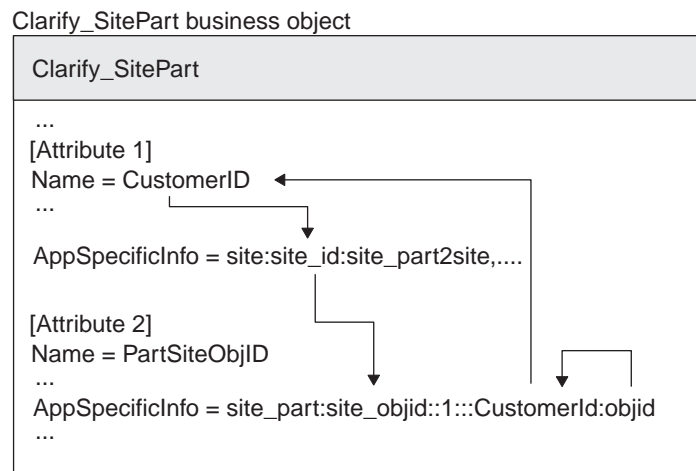 Clarify_SitePart business object
Clarify_SitePart
...
[Attribute 1]
Name = CustomerID
...
AppSpecificInfo = site:site_id:site_part2site,....
[Attribute 2]
Name = PartSiteObjID
...
AppSpecificInfo = site_part:site_objid::1:::CustomerId:objid
...